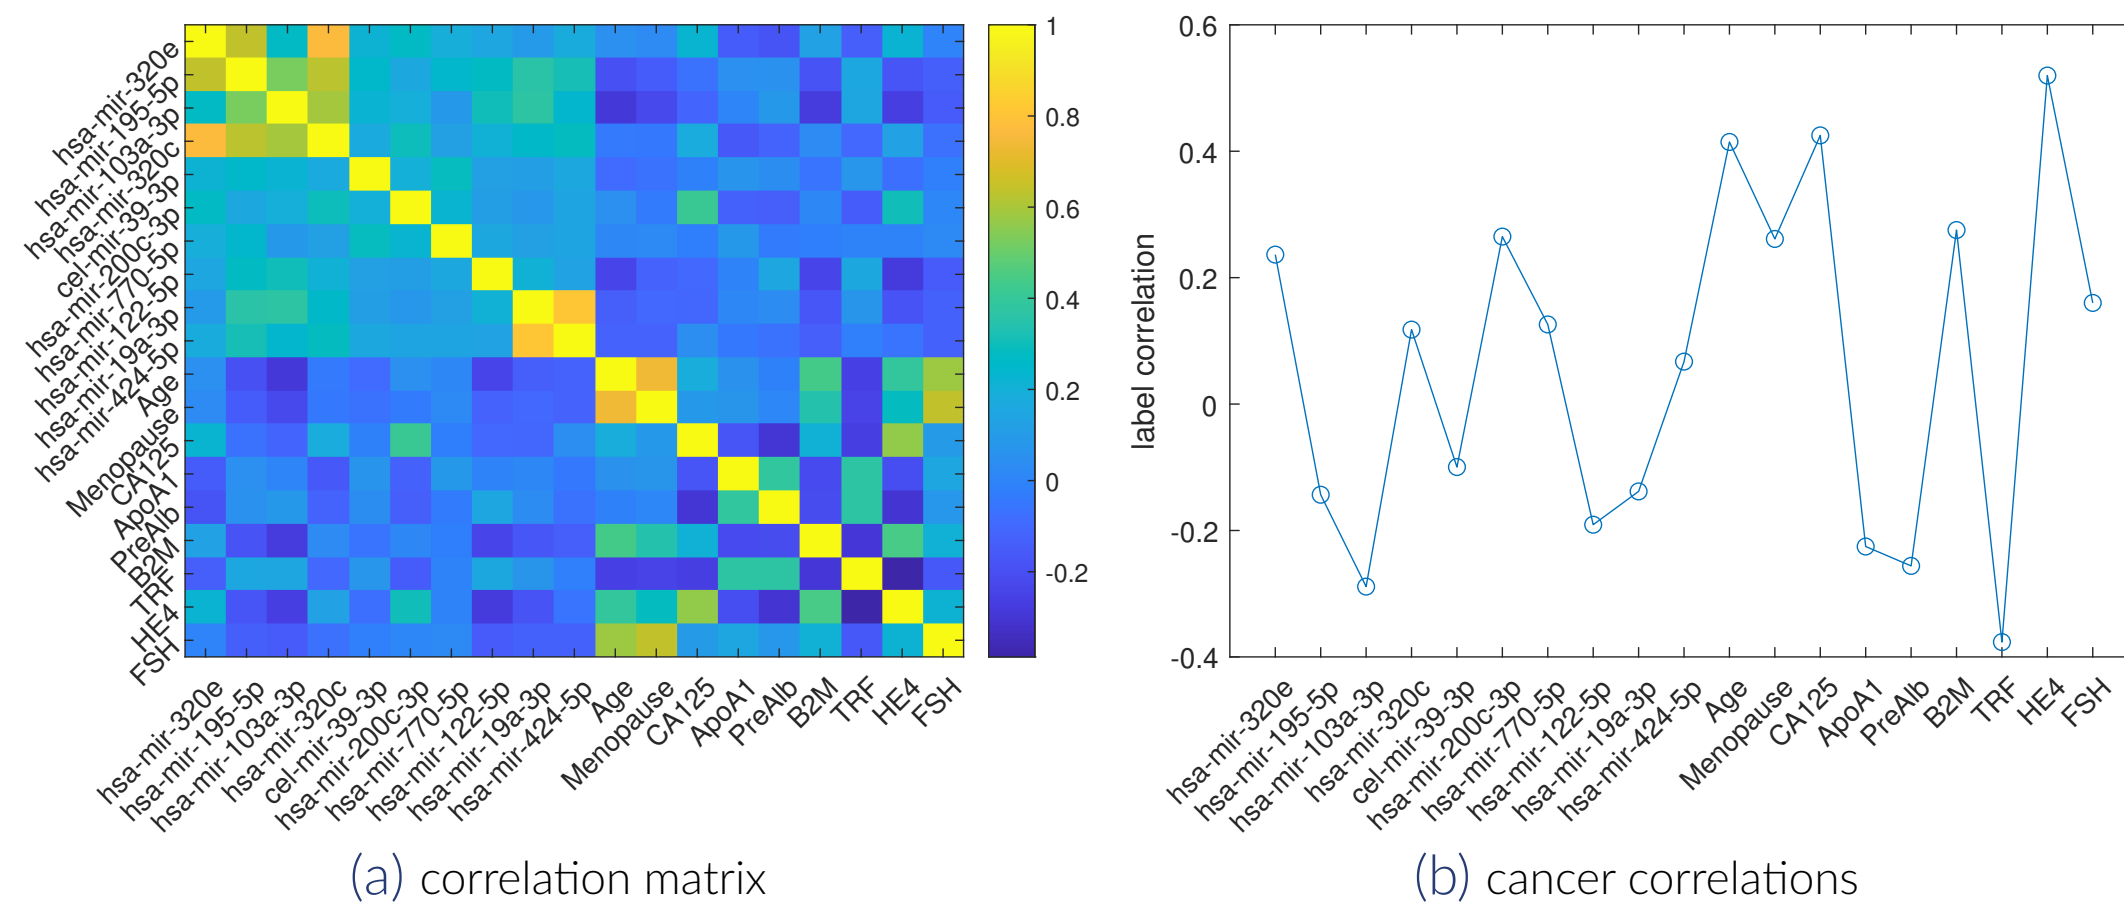 hsa-mir-320e
hsa-mir-195-5p
hsa-mir-103a-3p
hsa-mir-320c
cel-mir-39-3p
hsa-mir-200c-3p
hsa-mir-770-5p
hsa-mir-122-5p
hsa-mir-19a-3p
hsa-mir-424-5p
Age
Menopause
CA125
ApoA1
PreAlb
B2M
TRF
HE4
FSH
hsa-mir-320e
hsa-mir-195-5p
hsa-mir-103a-3p
hsa-mir-320c
cel-mir-39-3p
hsa-mir-200c-3p
hsa-mir-770-5p
hsa-mir-122-5p
hsa-mir-19a-3p
hsa-mir-424-5p
Age
Menopause
CA125
ApoA1
PreAlb
B2M
TRF
HE4
FSH
1
0.8
0.6
0.4
0.2
0
-0.2
(a) correlation matrix
label correlation
0.6
0.4
0.2
0
-0.2
-0.4
hsa-mir-320e
hsa-mir-195-5p
hsa-mir-103a-3p
hsa-mir-320c
cel-mir-39-3p
hsa-mir-200c-3p
hsa-mir-770-5p
hsa-mir-122-5p
hsa-mir-19a-3p
hsa-mir-424-5p
Age
Menopause
CA125
ApoA1
PreAlb
B2M
TRF
HE4
FSH
(b) cancer correlations